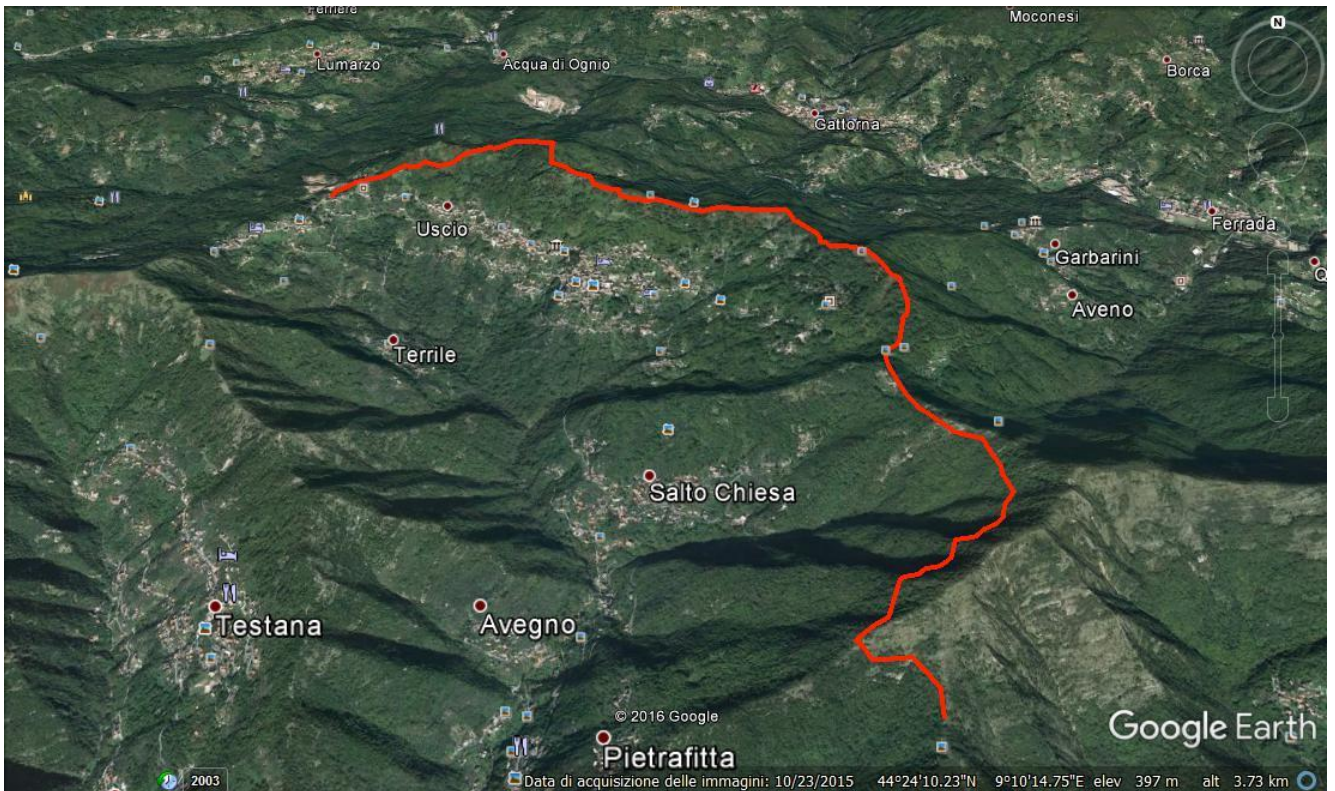 Ferriere
Moconesi
N
Lumarzo
Acqua di Ognio
Borca
Gattorna
Uscio
Ferrada
Garbarini
Q
Aveno
Terrile
Salto Chiesa
Testana
Avegno
© 2016 Google
Google Earth
Pietrafitta
2003
Data di acquisizione delle immagini: 10/23/2015 44°24'10.23"N 9°10'14.75"E elev 397 m alt 3.73 km